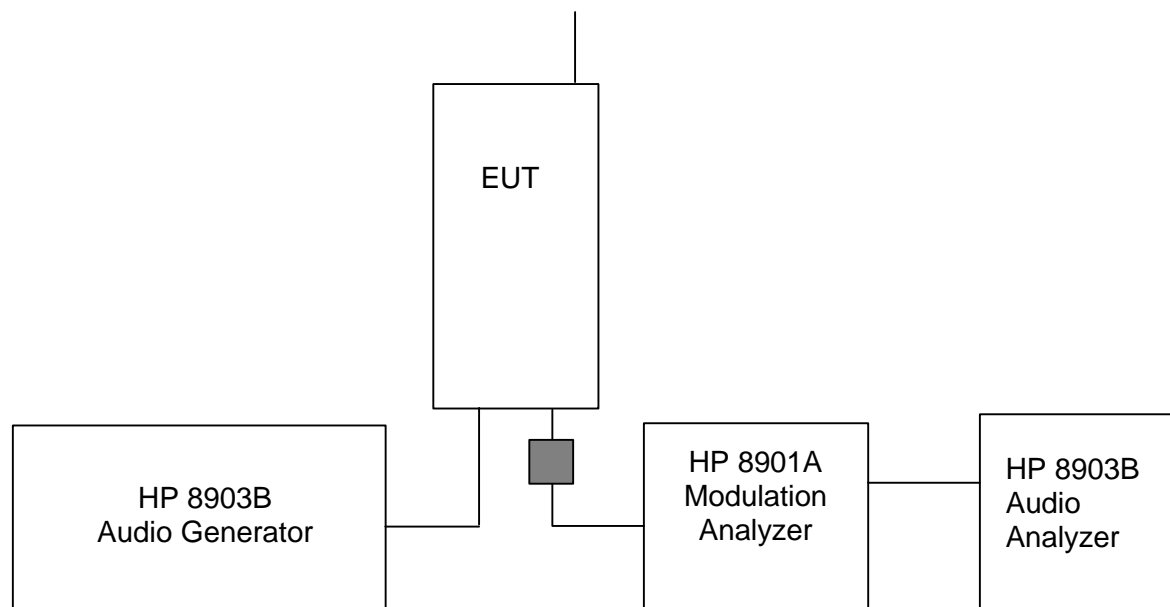 EUT
HP 8903B
Audio Generator
HP 8901A
Modulation
Analyzer
HP 8903B
Audio
Analyzer